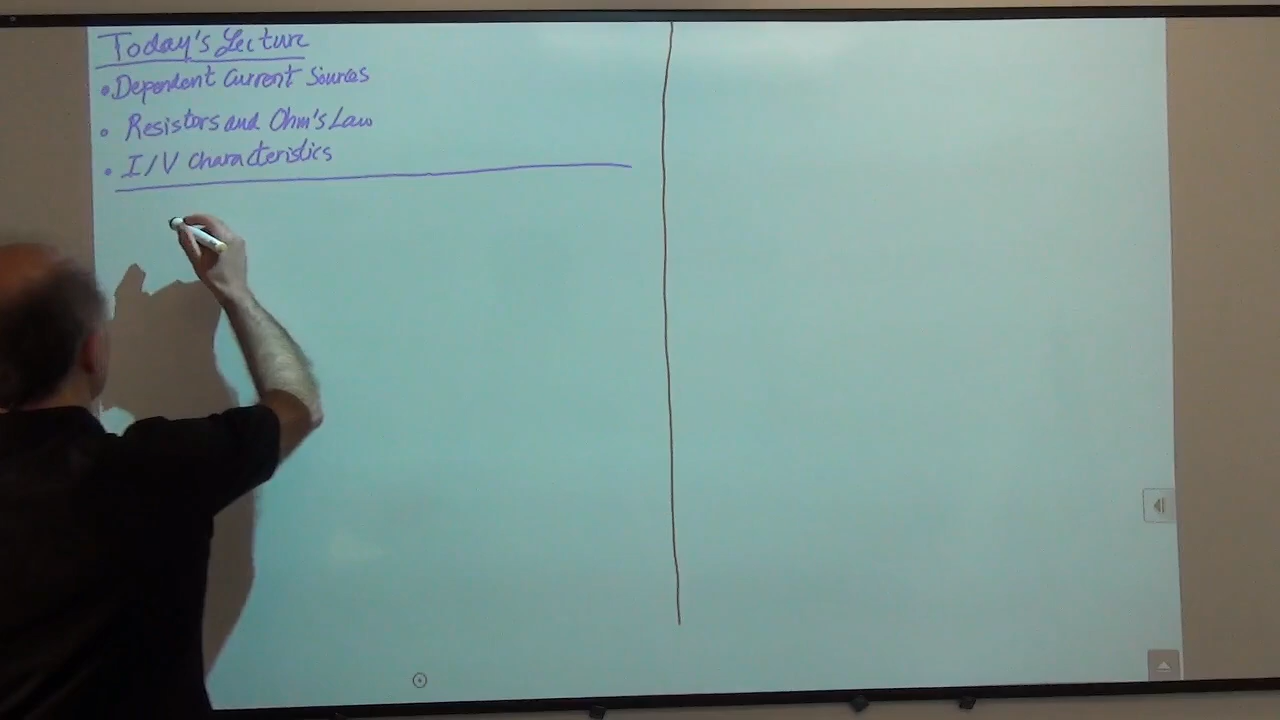 Today's Lecture
• Dependent Current Sources
• Resistors and Ohm's Law
• I/V Characteristics